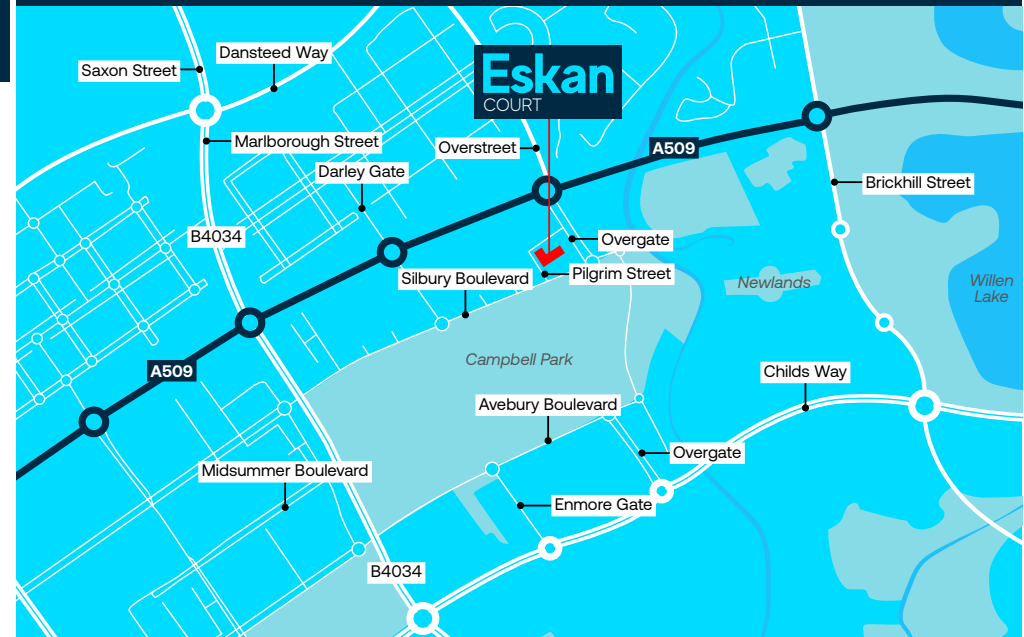 Dansteed Way
Saxon Street
Eskan
COURT
Marlborough Street
Overstreet
A509
Darley Gate
Brickhill Street
B4034
Overgate
Silbury Boulevard
Pilgrim Street
Newlands
Willen
Lake
Campbell Park
A509
Childs Way
Avebury Boulevard
Overgate
Midsummer Boulevard
Enmore Gate
B4034